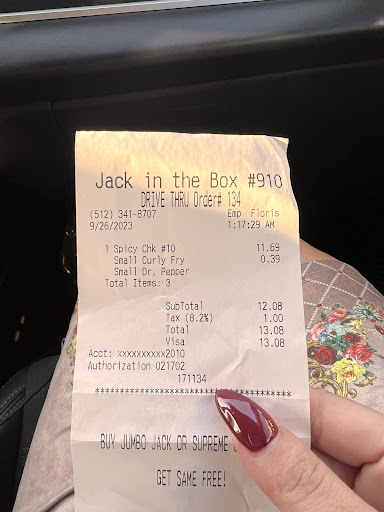 Jack in the Box #910
DRIVE THRU Order# 134
(512) 341-8707 Emp Floris
9/26/2023 1:17:29 AM
1 Spicy Chk #10 11.69
Small Curly Fry 0.39
Small Dr. Pepper
Total Items: 3
SubTotal 12.08
Tax (8.2%) 1.00
Total 13.08
Visa 13.08
Acct: xxxxxxxxxx2010
Authorization 021702
171134
****************************************
BUY JUMBO JACK OR SUPREME
GET SAME FREE!